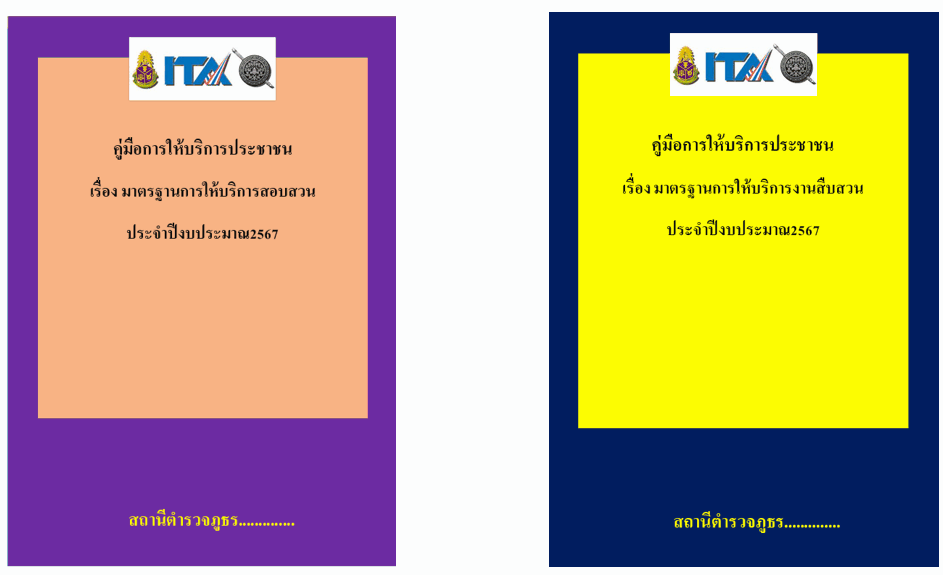 ITA
คู่มือการให้บริการประชาชน
เรื่อง มาตรฐานการให้บริการสอบสวน
ประจำปีงบประมาณ2567
สถานีตำรวจภูธร..............
ITA
คู่มือการให้บริการประชาชน
เรื่อง มาตรฐานการให้บริการงานสืบสวน
ประจำปีงบประมาณ2567
สถานีตำรวจภูธร..............